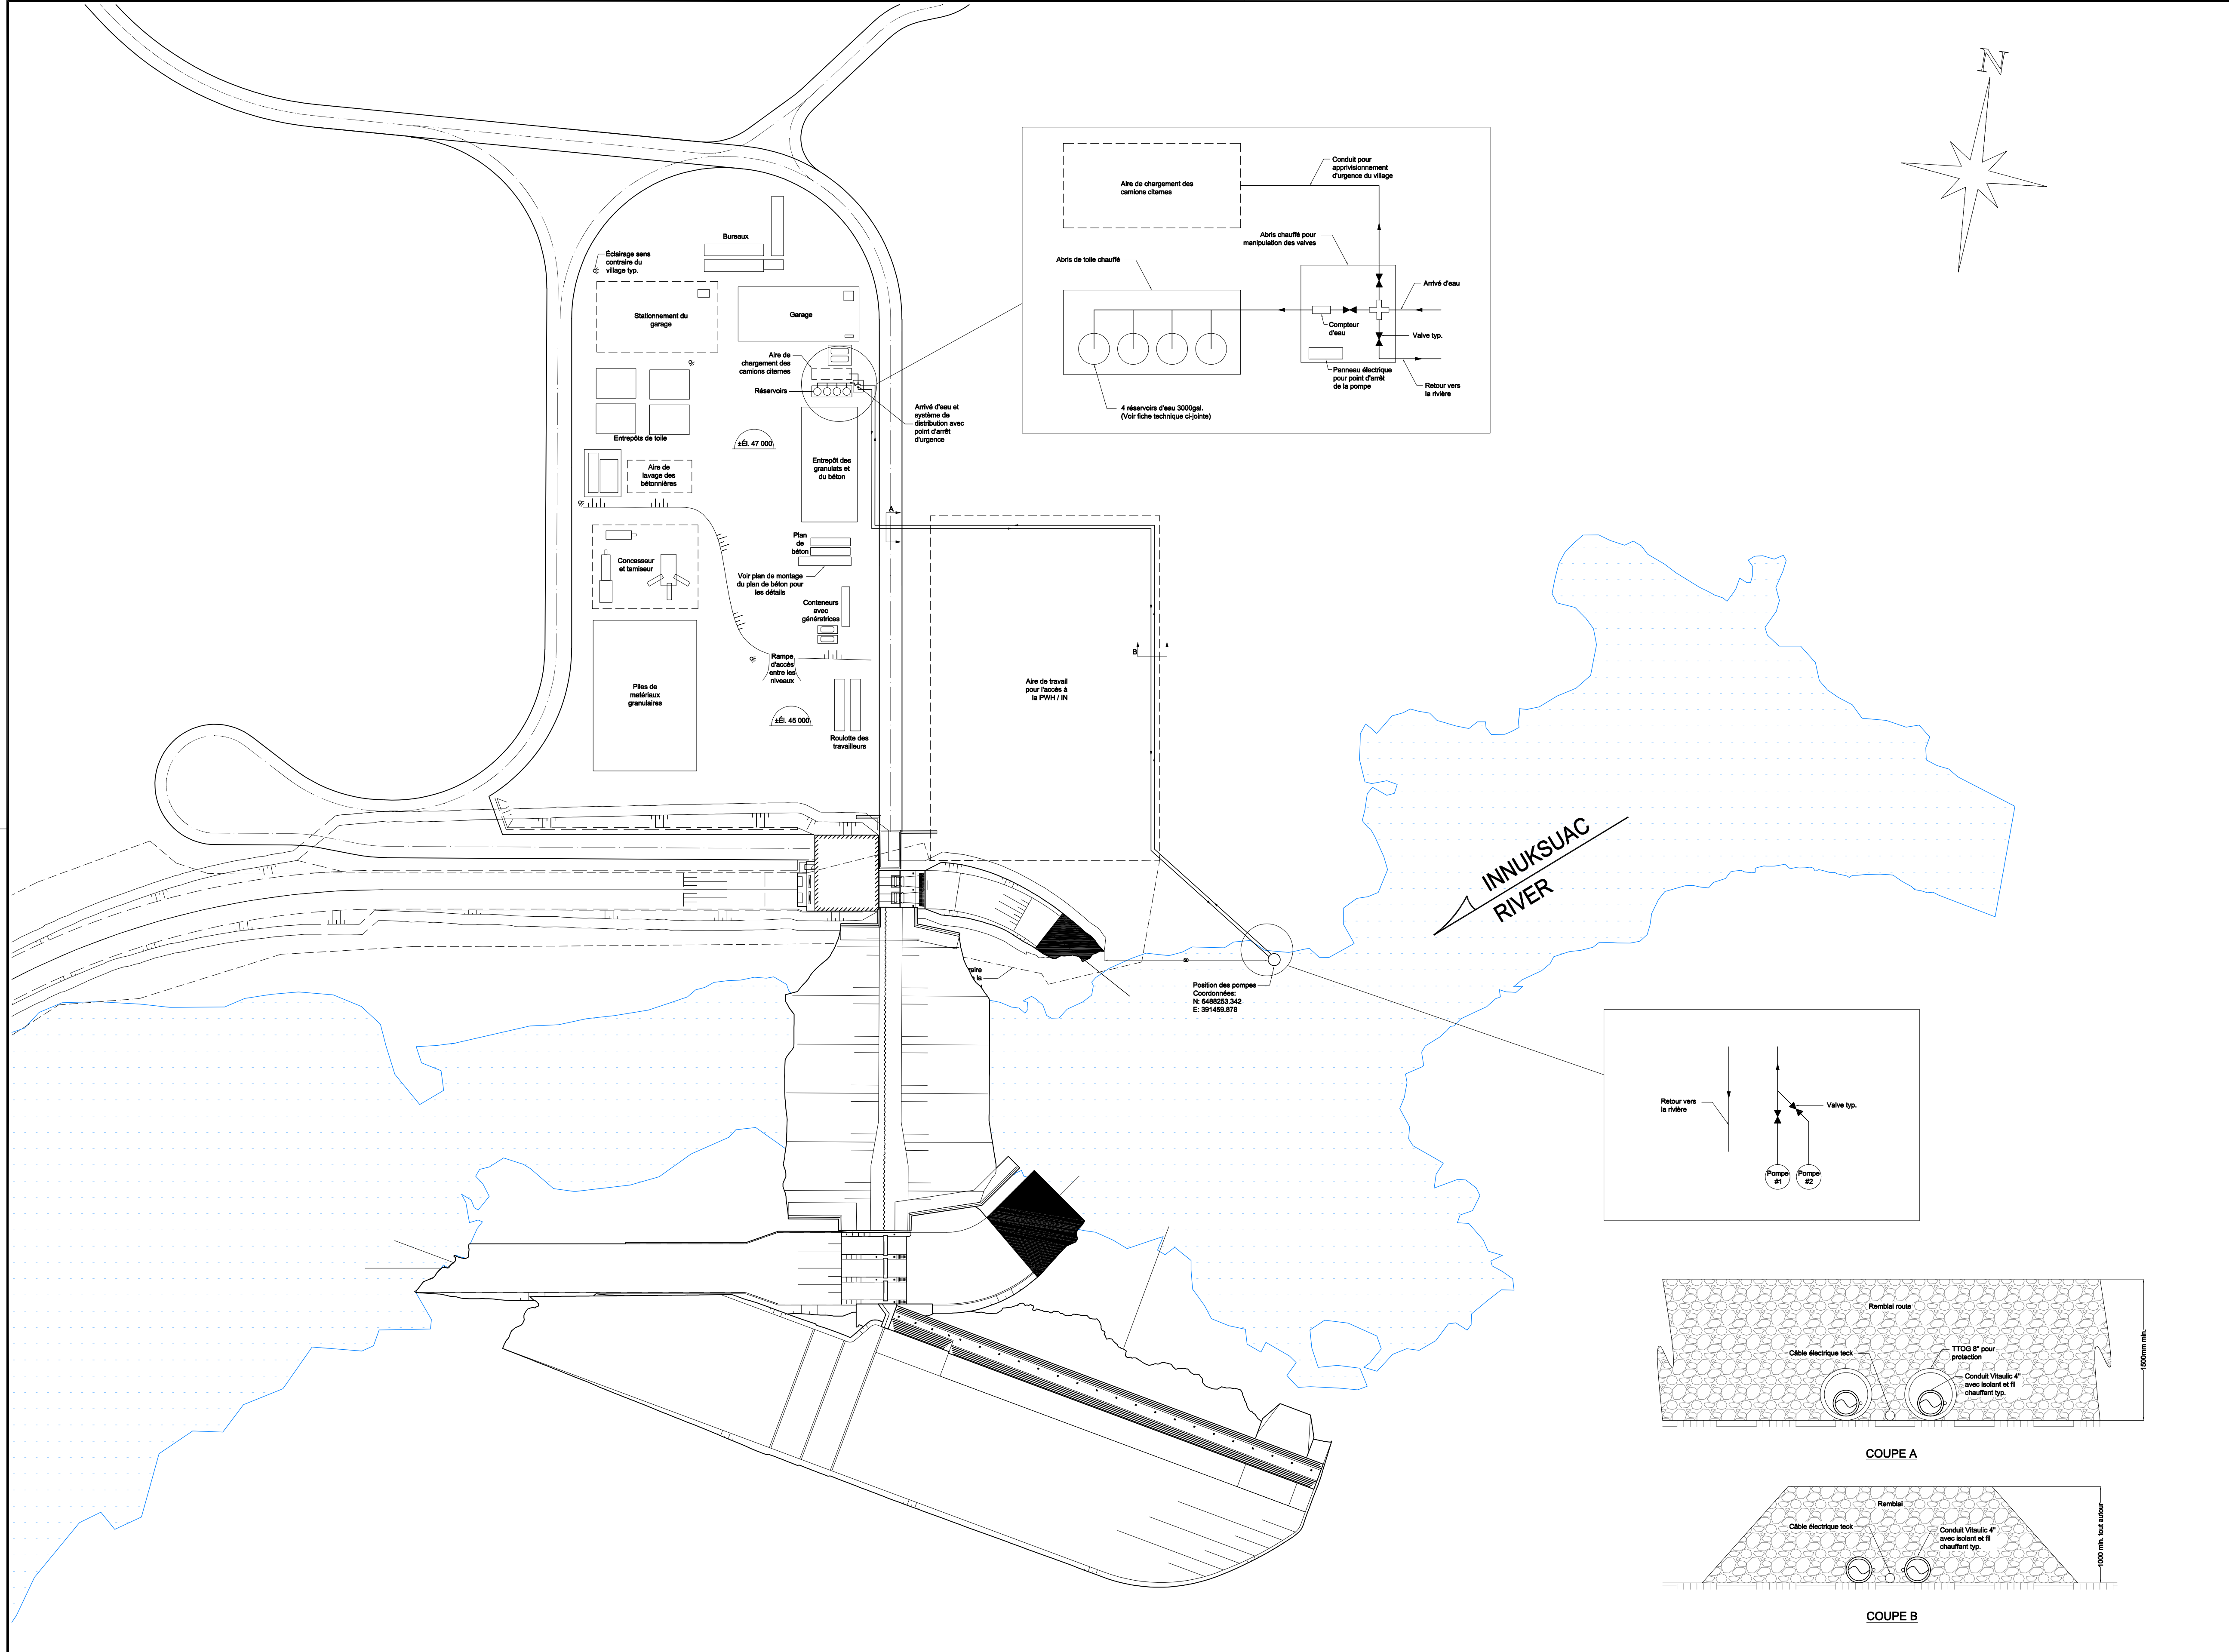 N
Conduit pour
apprivisionnement
d'urgence du village
Aire de chargement des
camions citernes
Abris chauffé pour
manipulation des valves
Abris de toile chauffé
Arrivé d'eau
Compteur
d'eau
Valve typ.
Panneau électrique
pour point d'arrêt
de la pompe
Retour vers
la rivière
4 réservoirs d'eau 3000gal.
(Voir fiche technique ci-jointe)
Bureaux
Éclairage sens
contraire du
village typ.
Stationnement du
garage
Garage
Aire de
chargement des
camions citernes
Réservoirs
Arrivé d'eau et
système de
distribution avec
point d'arrêt
d'urgence
Entrepôts de toile
±Él. 47 000
Aire de
lavage des
bétonnières
Entrepôt des
granulats et
du béton
A
Plan
de
béton
Concasseur
et tamiseur
Voir plan de montage
du plan de béton pour
les détails
Conteneurs
avec
génératrices
B
Rampe
d'accès
entre les
niveaux
Aire de travail
pour l'accès à
la PWH / IN
Piles de
matériaux
granulaires
±Él. 45 000
Roulotte des
travailleurs
INNUKSUAC
RIVER
50
raire
la
Position des pompes
Coordonnées:
N: 6488253.342
E: 391459.878
Retour vers
la rivière
Valve typ.
Pompe
#1
Pompe
#2
Remblai route
Câble électrique teck
TTOG 8" pour
protection
Conduit Vitaulic 4"
avec isolant et fil
chauffant typ.
1500mm min.
COUPE A
Remblai
Câble électrique teck
Conduit Vitaulic 4"
avec isolant et fil
chauffant typ.
1000 min. tout autour
COUPE B